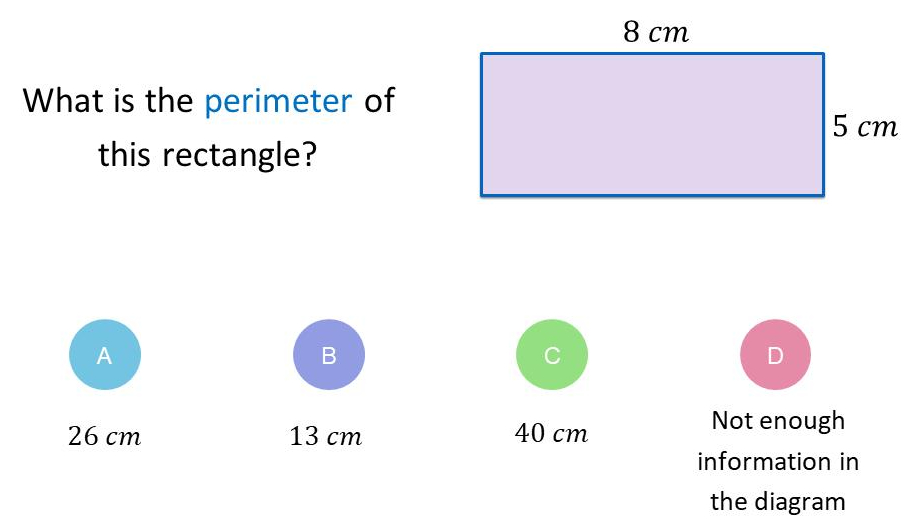 8 cm
What is the perimeter of
this rectangle?
5 cm
A
B
C
D
26 cm
13 cm
40 cm
Not enough
information in
the diagram